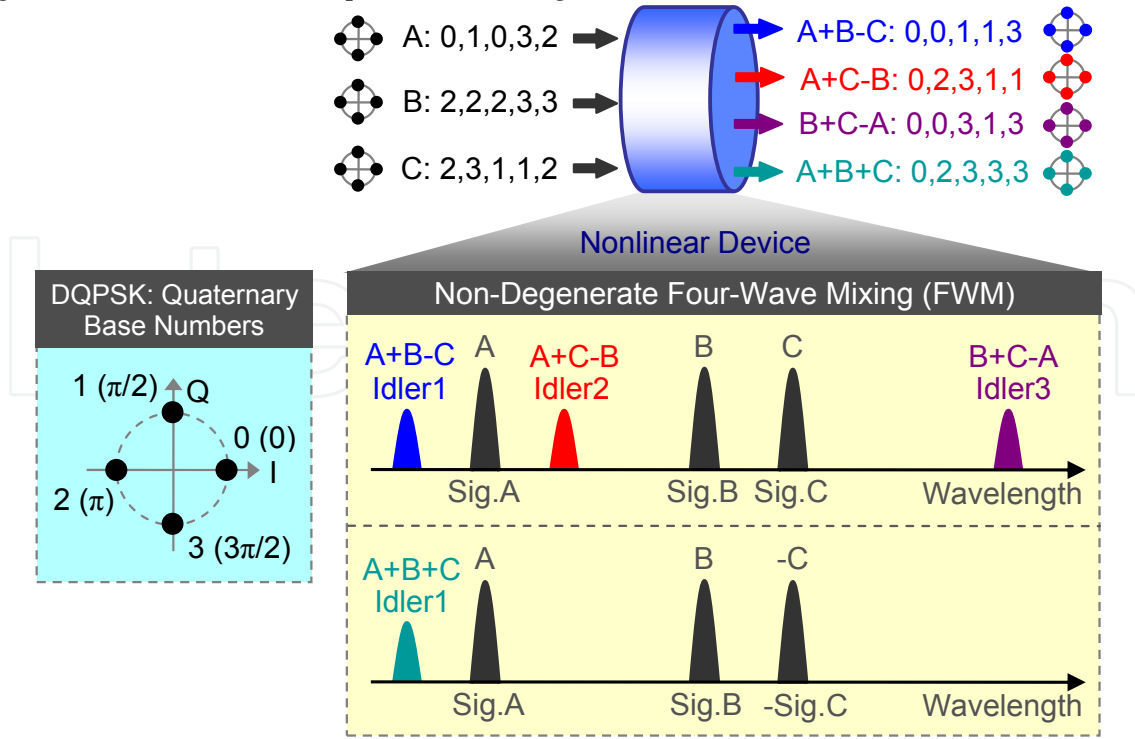 A: 0,1,0,3,2
B: 2,2,2,3,3
C: 2,3,1,1,2
A+B-C: 0,0,1,1,3
A+C-B: 0,2,3,1,1
B+C-A: 0,0,3,1,3
A+B+C: 0,2,3,3,3
Nonlinear Device
DQPSK: Quaternary
Base Numbers
1 (π/2)
Q
0 (0)
I
2 (π)
3 (3π/2)
Non-Degenerate Four-Wave Mixing (FWM)
A+B-C
Idler1
A
A+C-B
Idler2
B
C
B+C-A
Idler3
Sig.A
Sig.B
Sig.C
Wavelength
A+B+C
Idler1
A
B
-C
Sig.A
Sig.B
-Sig.C
Wavelength